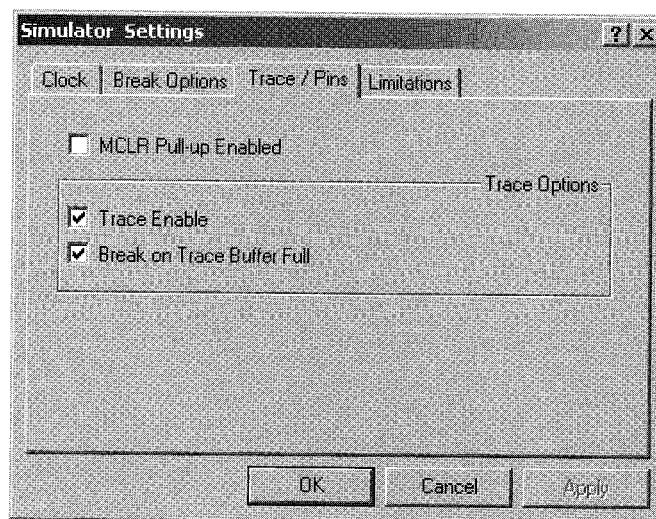 Simulator Settings
Clock Break Options Trace / Pins Limitations
MCLR Pull-up Enabled
Trace Options
Trace Enable
Break on Trace Buffer Full
OK Cancel Apply